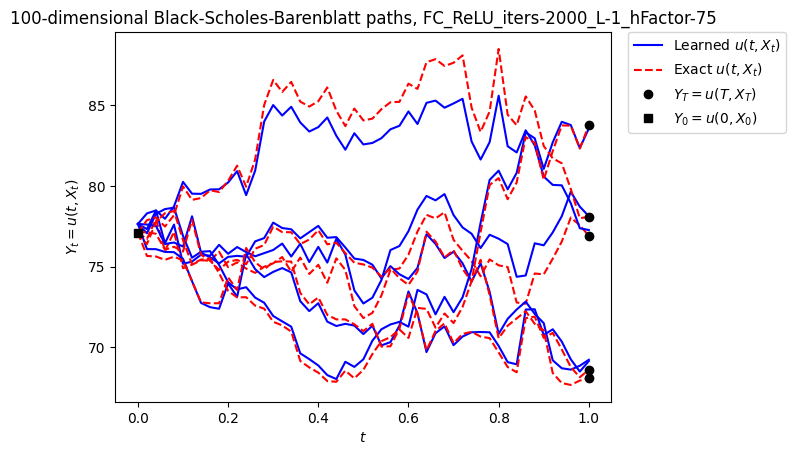 100-dimensional Black-Scholes-Barenblatt paths, FC_ReLU_iters-2000_L-1_hFactor-75
Learned u(t, X_t)
Exact u(t, X_t)
Y_T = u(T, X_T)
Y_0 = u(0, X_0)
85
80
75
70
Y_t = u(t, X_t)
0.0 0.2 0.4 0.6 0.8 1.0
t